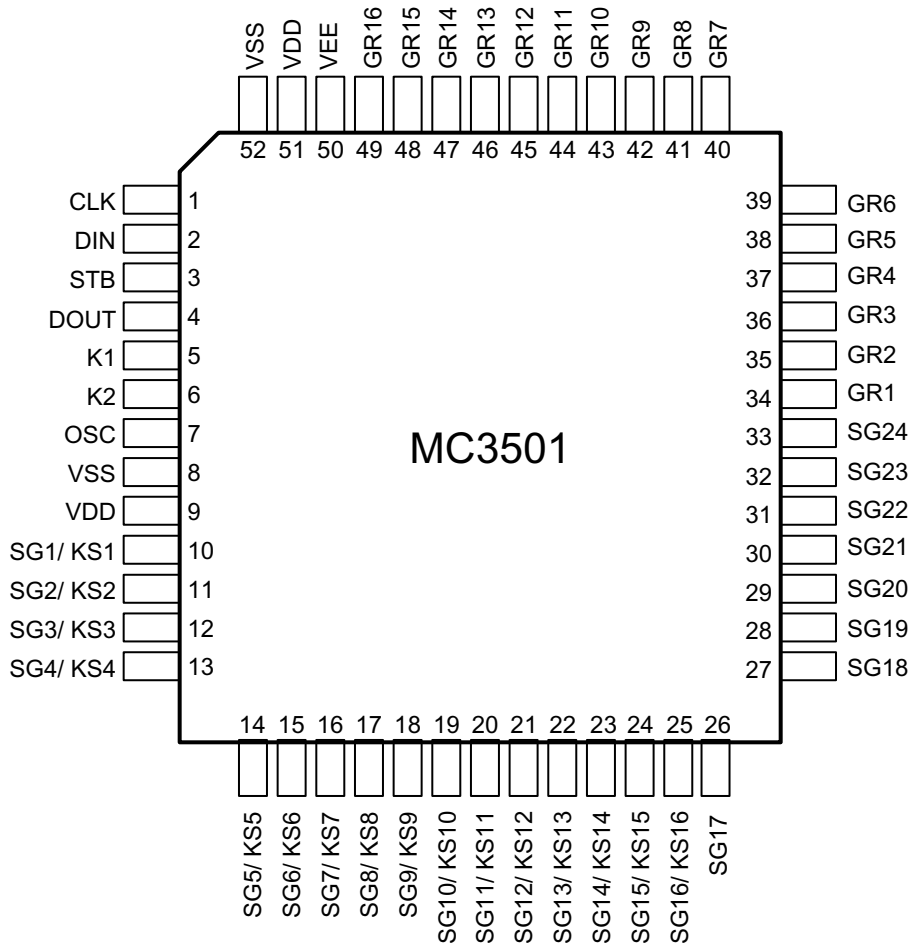 VSS
VDD
VEE
GR16
GR15
GR14
GR13
GR12
GR11
GR10
GR9
GR8
GR7
52 51 50 49 48 47 46 45 44 43 42 41 40
CLK 1
DIN 2
STB 3
DOUT 4
K1 5
K2 6
OSC 7
VSS 8
VDD 9
SG1/ KS1 10
SG2/ KS2 11
SG3/ KS3 12
SG4/ KS4 13
MC3501
39 GR6
38 GR5
37 GR4
36 GR3
35 GR2
34 GR1
33 SG24
32 SG23
31 SG22
30 SG21
29 SG20
28 SG19
27 SG18
14 15 16 17 18 19 20 21 22 23 24 25 26
SG5/ KS5
SG6/ KS6
SG7/ KS7
SG8/ KS8
SG9/ KS9
SG10/ KS10
SG11/ KS11
SG12/ KS12
SG13/ KS13
SG14/ KS14
SG15/ KS15
SG16/ KS16
SG17